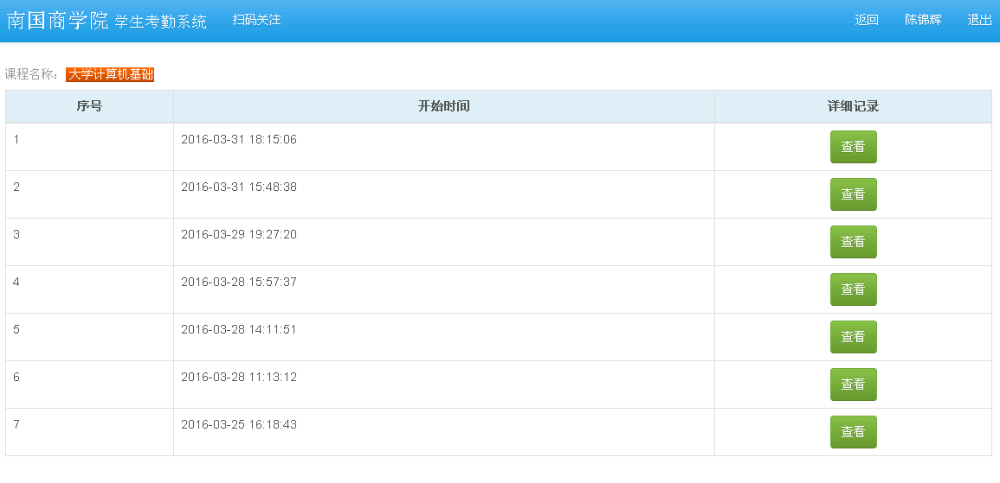 南国商学院 学生考勤系统 扫码关注 返回 陈锦辉 退出
课程名称： 大学计算机基础
序号 开始时间 详细记录
1 2016-03-31 18:15:06 查看
2 2016-03-31 15:48:38 查看
3 2016-03-29 19:27:20 查看
4 2016-03-28 15:57:37 查看
5 2016-03-28 14:11:51 查看
6 2016-03-28 11:13:12 查看
7 2016-03-25 16:18:43 查看